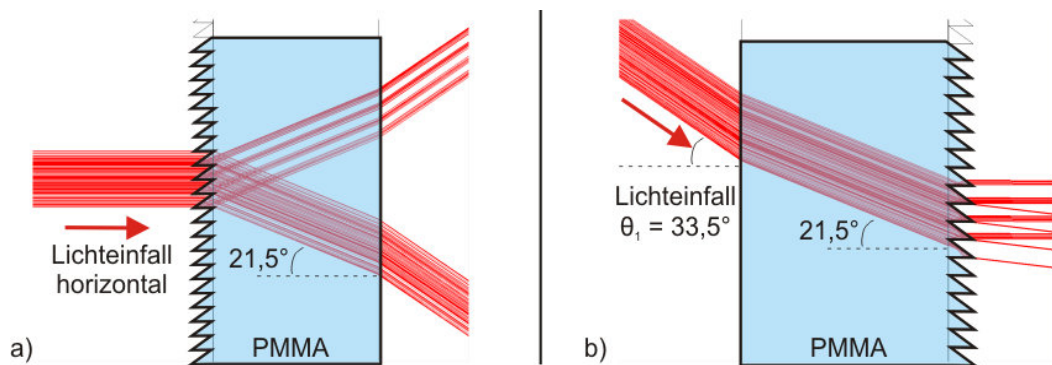 Lichteinfall
horizontal
21,5°
a)
PMMA
Lichteinfall
θ₁ = 33,5°
21,5°
b)
PMMA